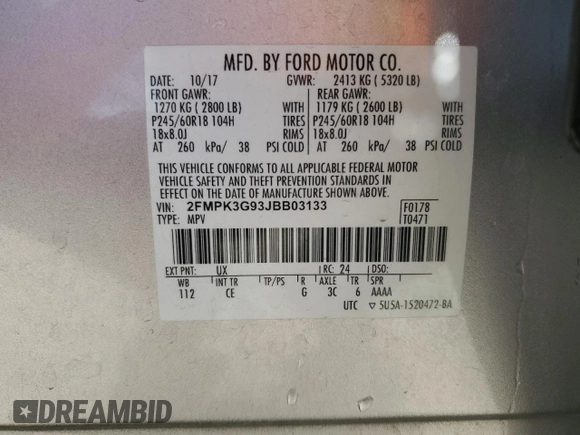 MFD. BY FORD MOTOR CO.
DATE: 10/17 GVWR: 2413 KG ( 5320 LB)
FRONT GAWR: REAR GAWR:
1270 KG ( 2800 LB) WITH 1179 KG ( 2600 LB) WITH
P245/60R18 104H TIRES P245/60R18 104H TIRES
18x8.0J RIMS 18x8.0J RIMS
AT 260 kPa/ 38 PSI COLD AT 260 kPa/ 38 PSI COLD
THIS VEHICLE CONFORMS TO ALL APPLICABLE FEDERAL MOTOR
VEHICLE SAFETY AND THEFT PREVENTION STANDARDS IN
EFFECT ON THE DATE OF MANUFACTURE SHOWN ABOVE.
VIN: 2FMPK3G93JBB03133 F0178
TYPE: MPV T0471
EXT PNT: UX RC: 24 DSO:
WB INT TR TP/PS R AXLE TR SPR
112 CE G 3C 6 AAAA
UTC 5U5A-1520472-BA
DREAMBID